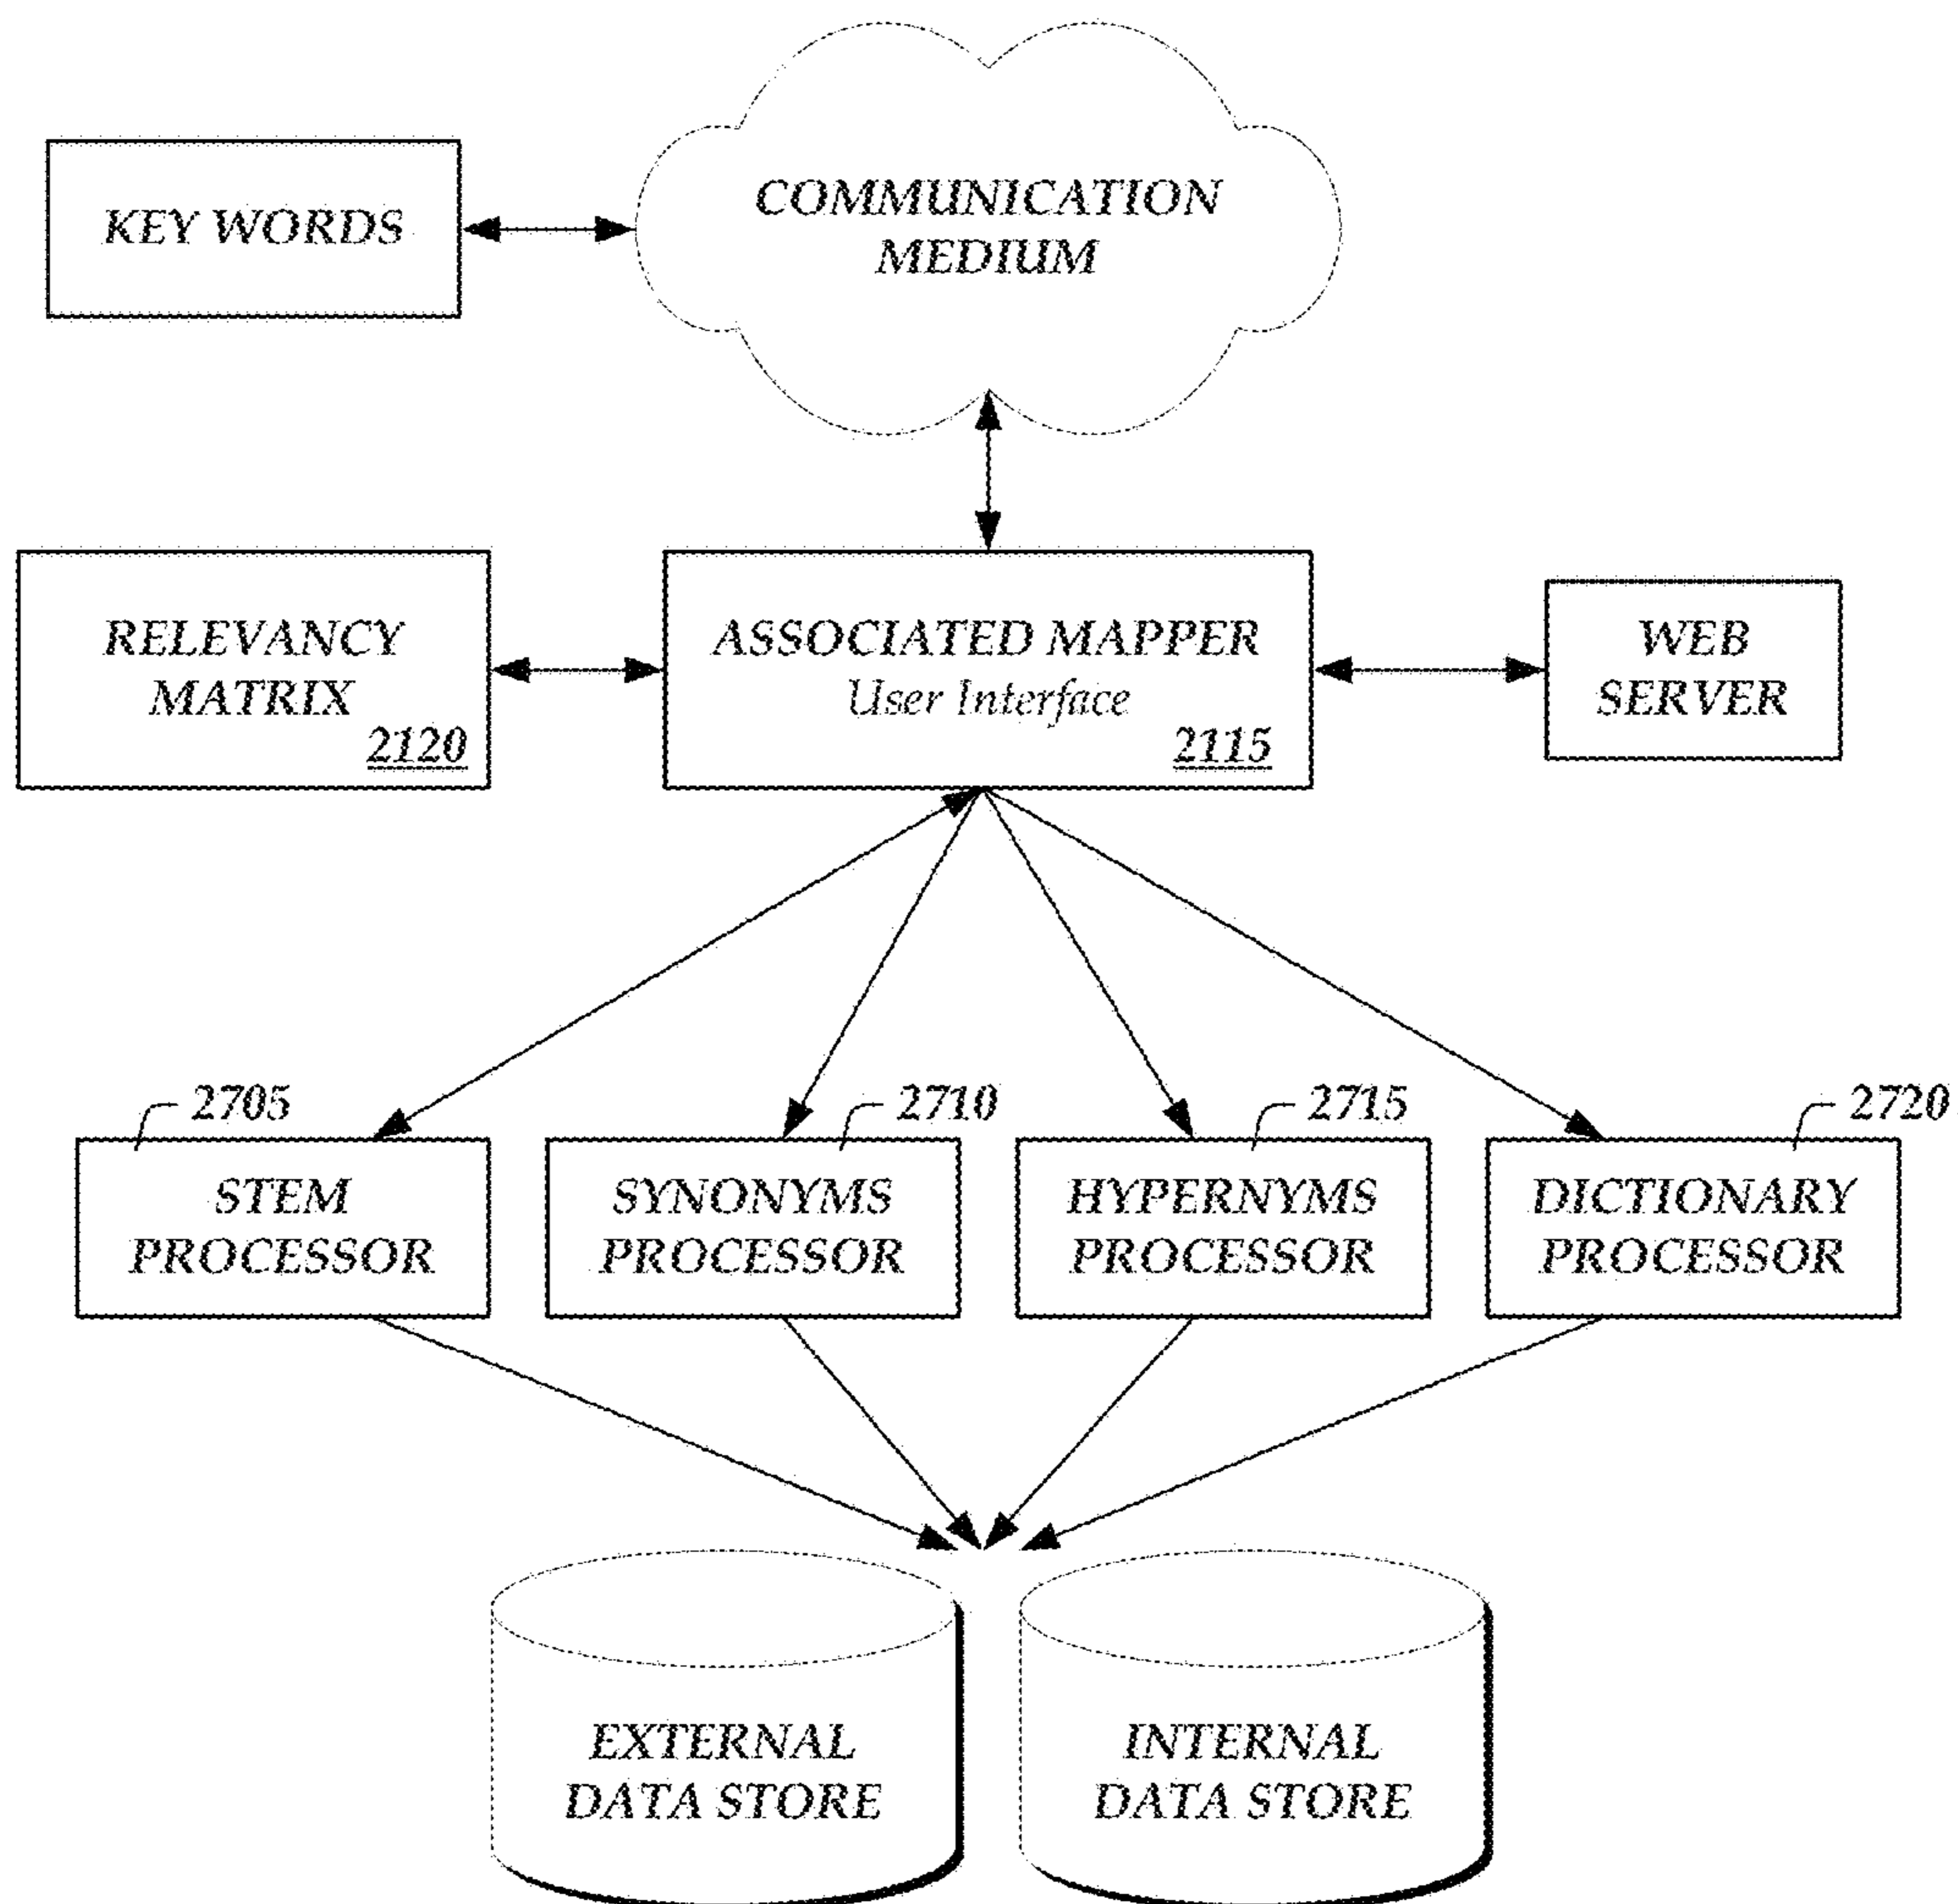 KEY WORDS
COMMUNICATION
MEDIUM
RELEVANCY
MATRIX
2120
ASSOCIATED MAPPER
User Interface
2115
WEB
SERVER
2705
STEM
PROCESSOR
2710
SYNONYMS
PROCESSOR
2715
HYPERNYMS
PROCESSOR
2720
DICTIONARY
PROCESSOR
EXTERNAL
DATA STORE
INTERNAL
DATA STORE